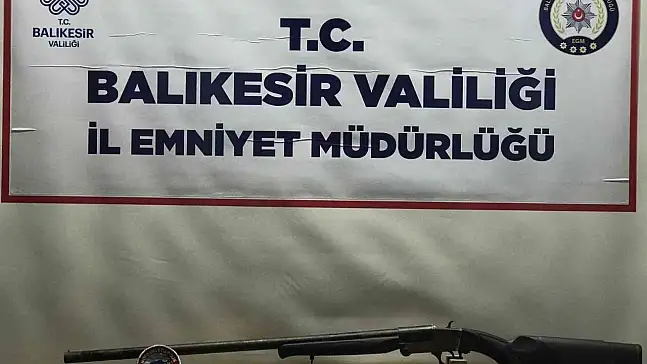 T.C.
BALIKESİR
VALİLİĞİ
T.C.
BALIKESİR VALİLİĞİ
İL EMNİYET MÜDÜRLÜĞÜ
EGM